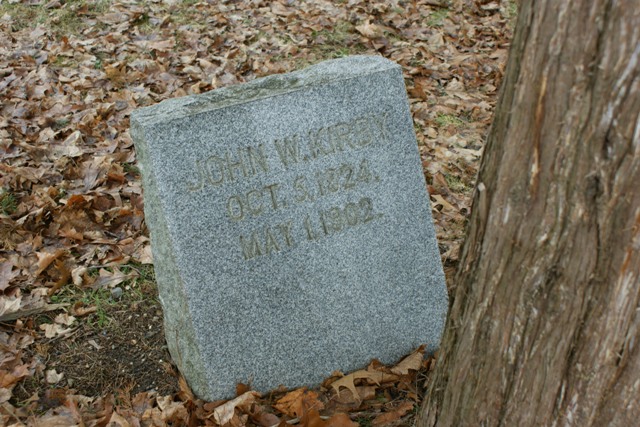 JOHN W. KIRBY
OCT. 5, 1824.
MAY 1. 1902.